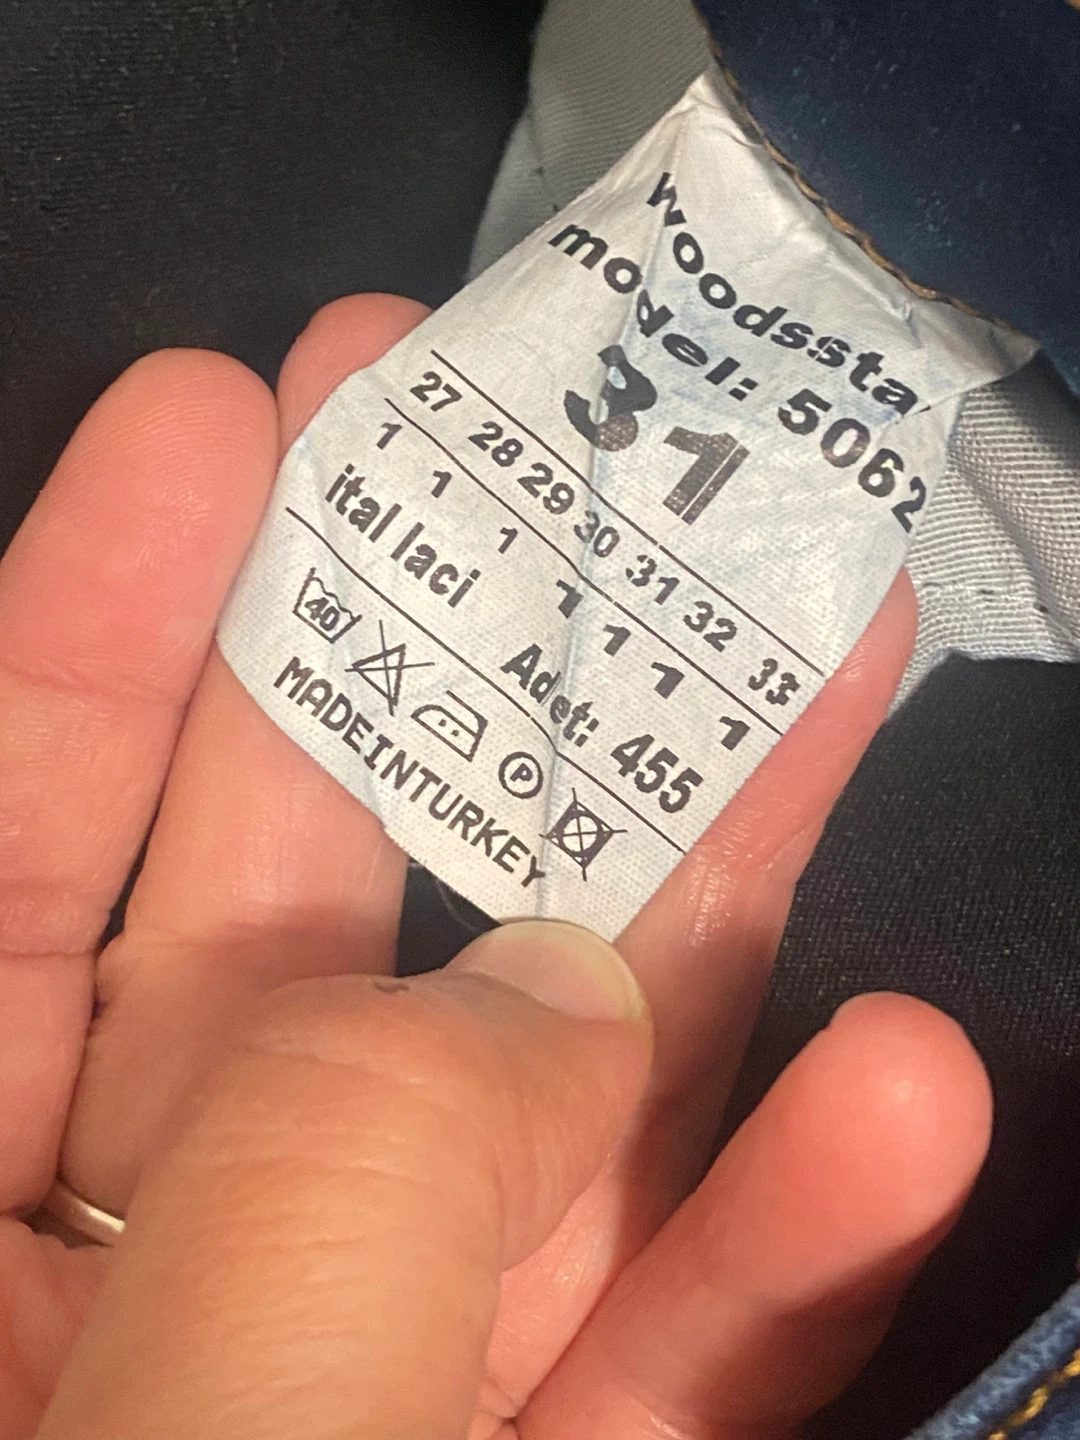 woodssta
model: 5062
31
27 28 29 30 31 32 33
1 1 1 1 1 1 1
ital laci Adet: 455
40 P
MADEINTURKEY